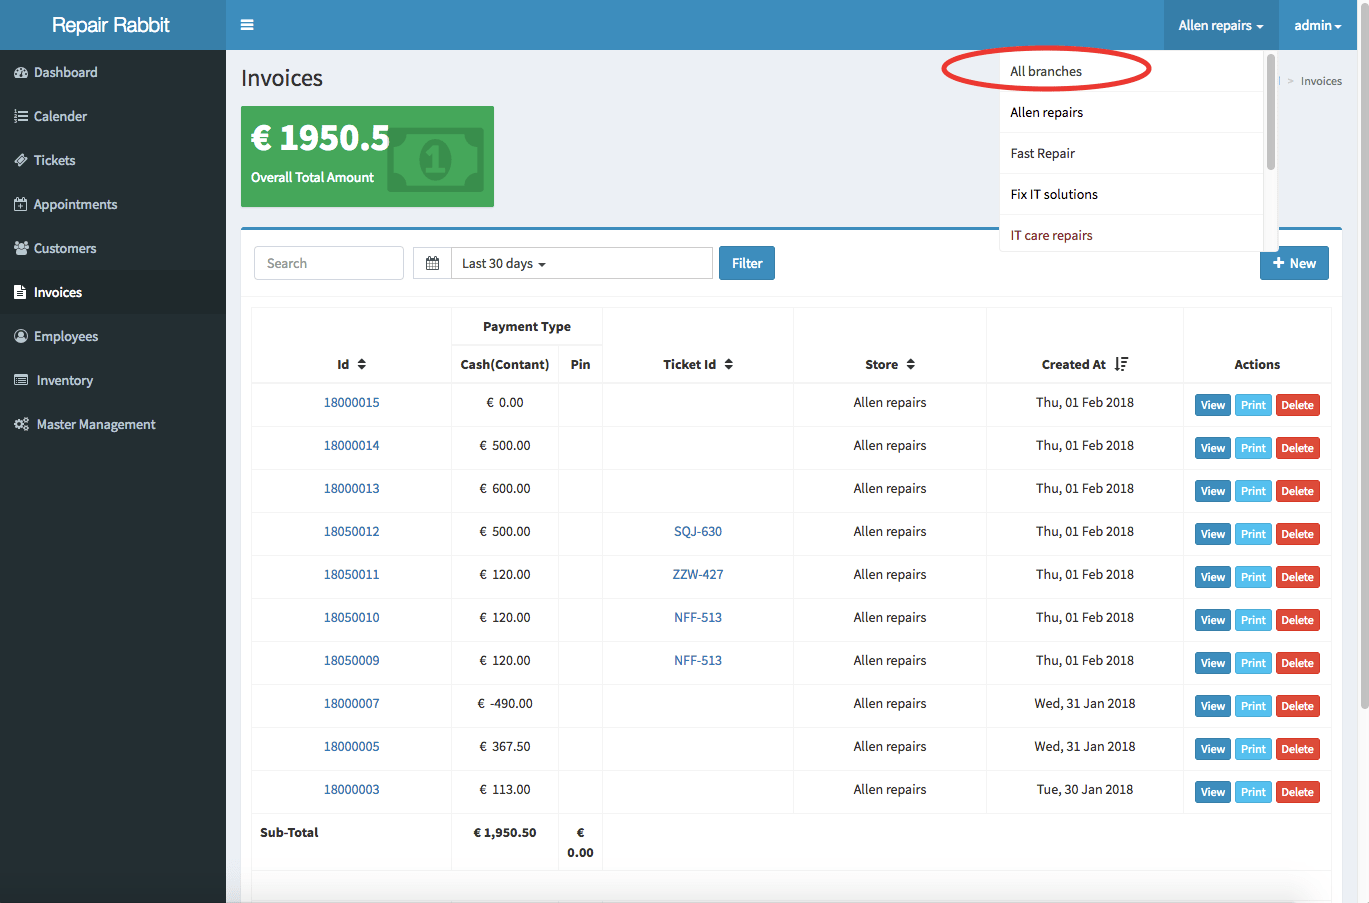 Repair Rabbit
Allen repairs
admin
Dashboard
Calender
Tickets
Appointments
Customers
Invoices
Employees
Inventory
Master Management
Invoices
> Invoices
All branches
Allen repairs
Fast Repair
Fix IT solutions
IT care repairs
€ 1950.5
Overall Total Amount
1
Search
Last 30 days
Filter
+ New
Payment Type
Id Cash(Contant) Pin Ticket Id Store Created At Actions
18000015 € 0.00 Allen repairs Thu, 01 Feb 2018 View Print Delete
18000014 € 500.00 Allen repairs Thu, 01 Feb 2018 View Print Delete
18000013 € 600.00 Allen repairs Thu, 01 Feb 2018 View Print Delete
18050012 € 500.00 SQJ-630 Allen repairs Thu, 01 Feb 2018 View Print Delete
18050011 € 120.00 ZZW-427 Allen repairs Thu, 01 Feb 2018 View Print Delete
18050010 € 120.00 NFF-513 Allen repairs Thu, 01 Feb 2018 View Print Delete
18050009 € 120.00 NFF-513 Allen repairs Thu, 01 Feb 2018 View Print Delete
18000007 € -490.00 Allen repairs Wed, 31 Jan 2018 View Print Delete
18000005 € 367.50 Allen repairs Wed, 31 Jan 2018 View Print Delete
18000003 € 113.00 Allen repairs Tue, 30 Jan 2018 View Print Delete
Sub-Total € 1,950.50 €
0.00